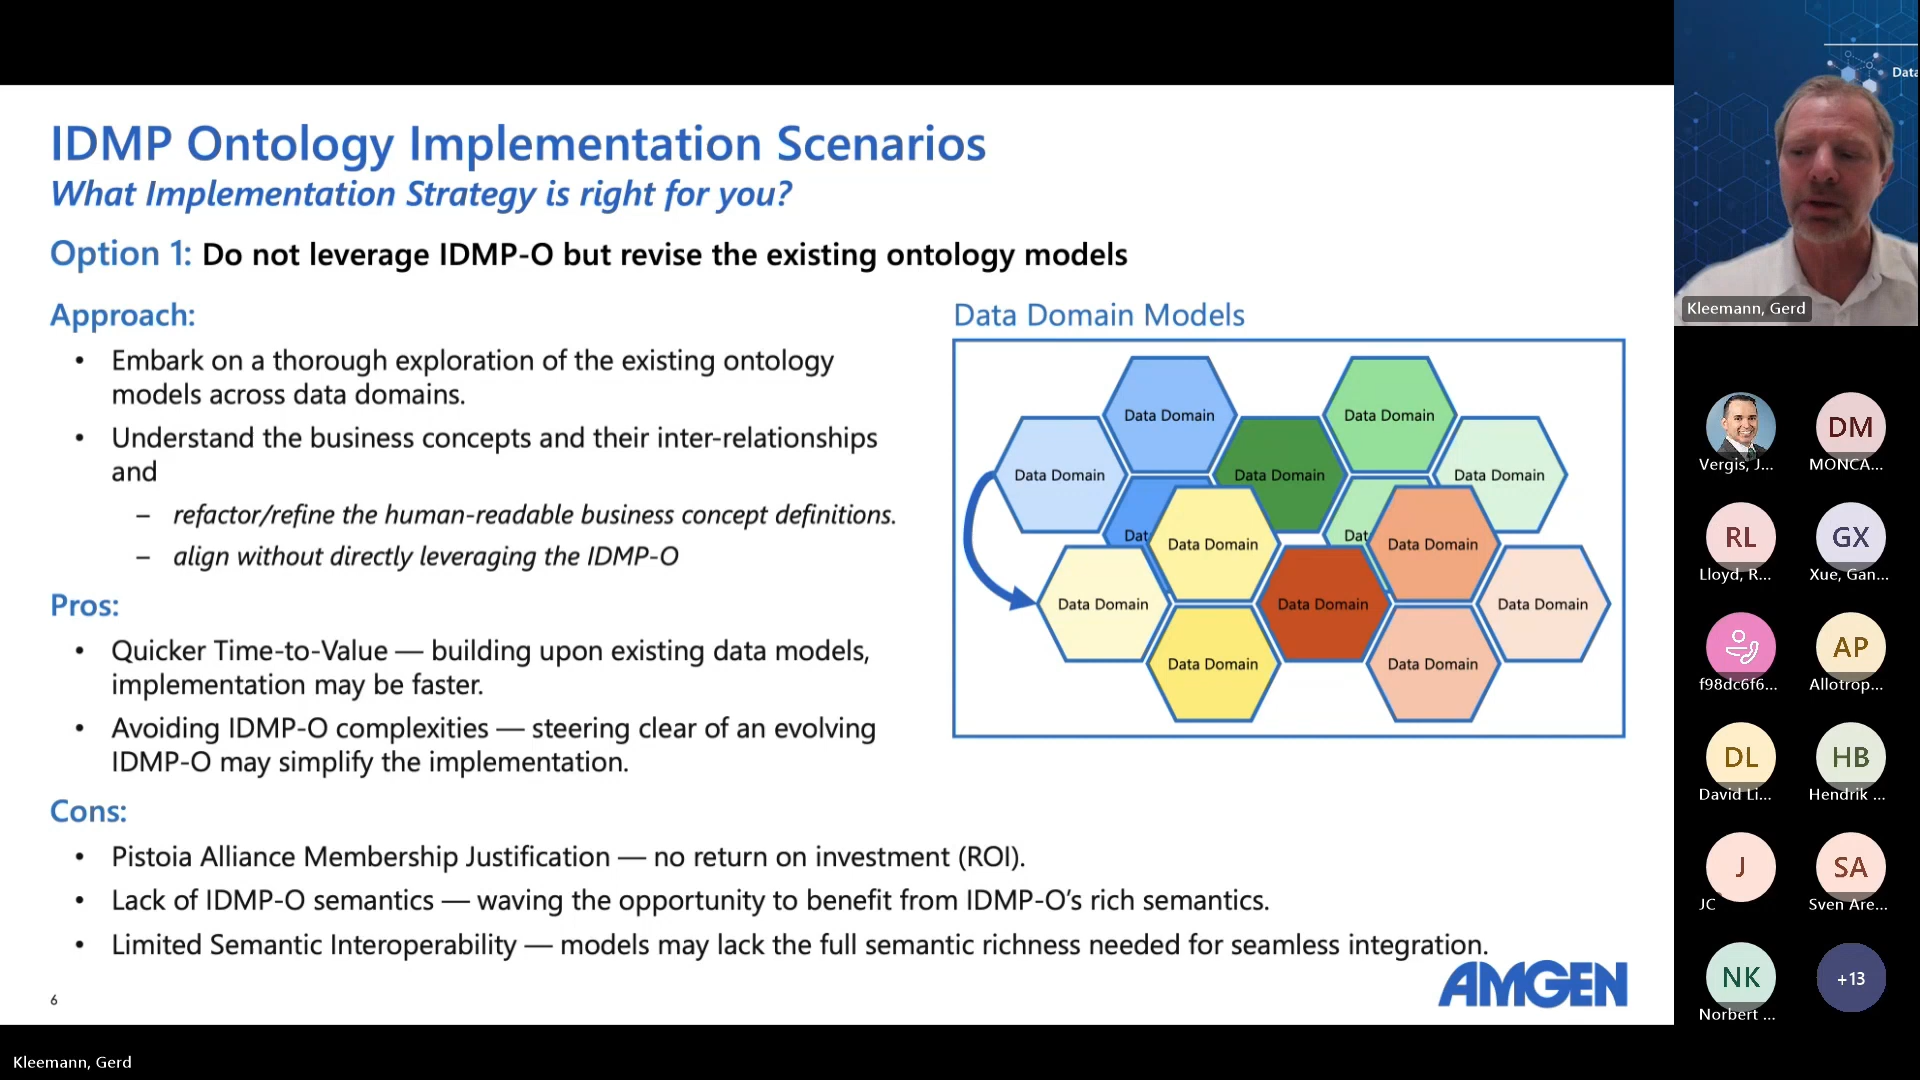 IDMP Ontology Implementation Scenarios
What Implementation Strategy is right for you?
Option 1: Do not leverage IDMP-O but revise the existing ontology models
Approach:
• Embark on a thorough exploration of the existing ontology
models across data domains.
• Understand the business concepts and their inter-relationships
and
– refactor/refine the human-readable business concept definitions.
– align without directly leveraging the IDMP-O
Pros:
• Quicker Time-to-Value — building upon existing data models,
implementation may be faster.
• Avoiding IDMP-O complexities — steering clear of an evolving
IDMP-O may simplify the implementation.
Cons:
• Pistoia Alliance Membership Justification — no return on investment (ROI).
• Lack of IDMP-O semantics — waving the opportunity to benefit from IDMP-O’s rich semantics.
• Limited Semantic Interoperability — models may lack the full semantic richness needed for seamless integration.
Data Domain Models
Data Domain
Data Domain
Data Domain
Data Domain
Data Domain
Dat
Dat
Data Domain
Data Domain
Data Domain
Data Domain
Data Domain
Data Domain
Data Domain
6
AMGEN
Kleemann, Gerd
Data
Kleemann, Gerd
Vergis, J...
DM
MONCA...
RL
Lloyd, R...
GX
Xue, Gan...
f98dc6f6...
AP
Allotrop...
DL
David Li...
HB
Hendrik ...
J
JC
SA
Sven Are...
NK
Norbert ...
+13